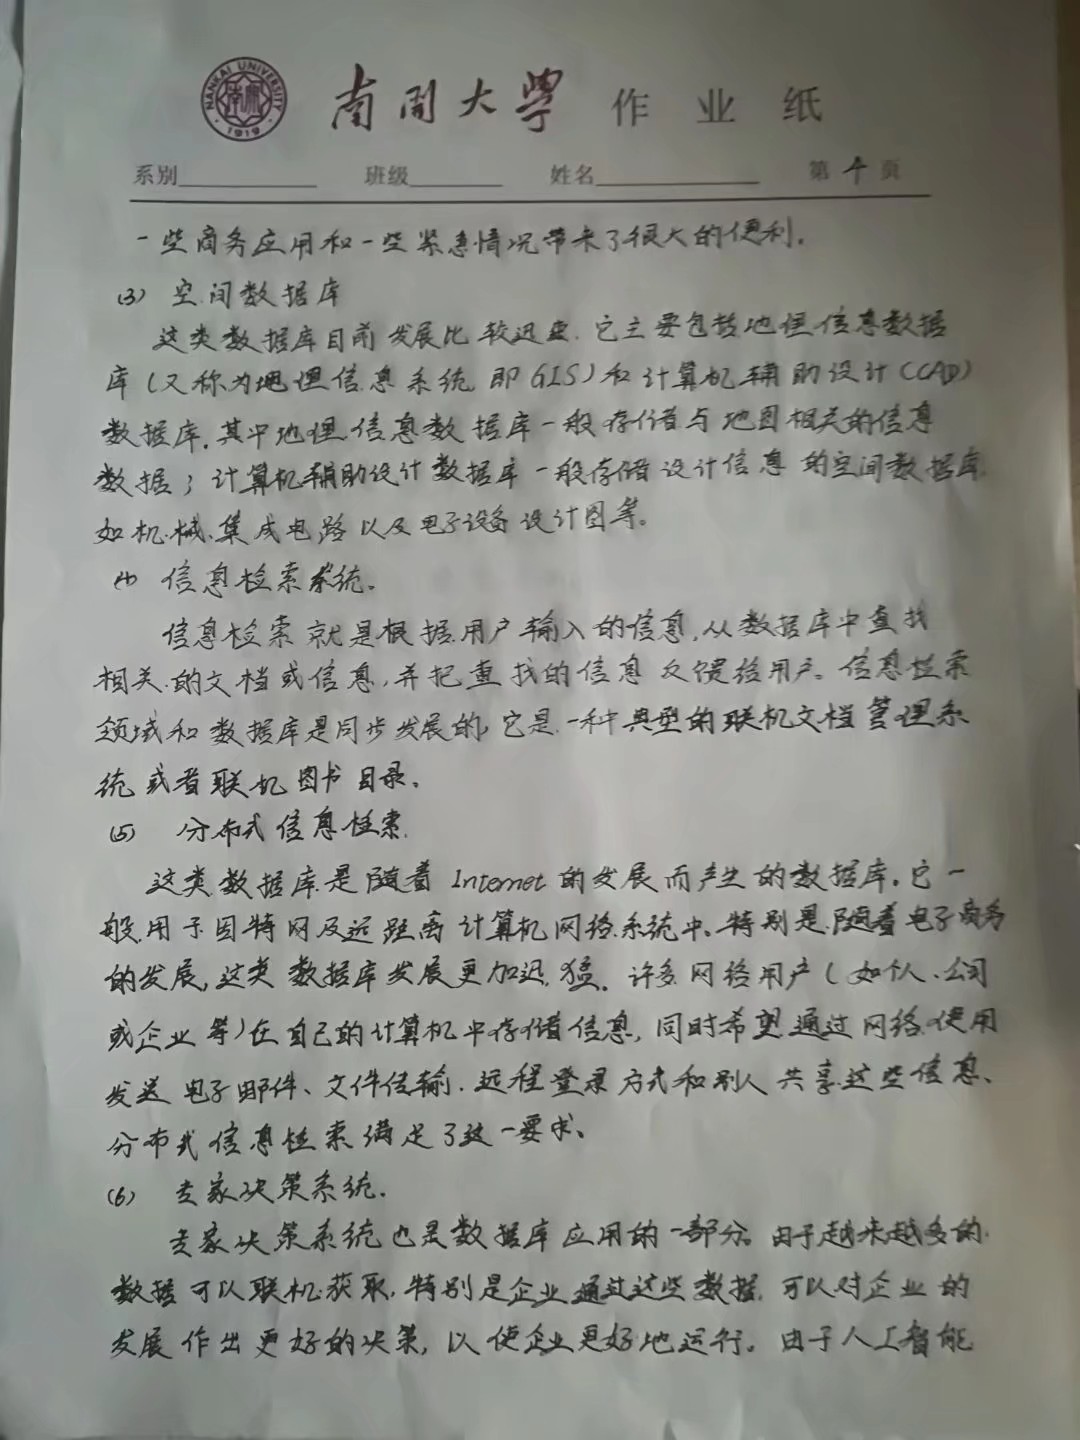 NANKAI UNIVERSITY
1919
南开大学 作业纸
系别 班级 姓名 第 4 页
一些商务应用和一些紧急情况带来了很大的便利。
(3) 空间数据库
这类数据库目前发展比较迅速.它主要包括地理信息数据
库(又称为地理信息系统,即GIS)和计算机辅助设计(CAD)
数据库.其中地理信息数据库一般存储与地图相关的信息
数据;计算机辅助设计数据库一般存储设计信息的空间数据库,
如机械、集成电路以及电子设备设计图等。
(4) 信息检索系统.
信息检索就是根据用户输入的信息,从数据库中查找
相关的文档或信息,并把查找的信息反馈给用户。信息检索
领域和数据库是同步发展的,它是一种典型的联机文档管理系
统或者联机图书目录。
(5) 分布式信息检索.
这类数据库是随着Internet的发展而产生的数据库。它一
般用于因特网及远距离计算机网络系统中。特别是随着电子商务
的发展,这类数据库发展更加迅猛。许多网络用户(如个人、公司
或企业等)在自己的计算机中存储信息,同时希望通过网络使用
发送电子邮件、文件传输.远程登录方式和别人共享这些信息、
分布式信息检索满足了这一要求。
(6) 专家决策系统.
专家决策系统也是数据库应用的一部分。由于越来越多的
数据可以联机获取,特别是企业通过这些数据,可以对企业的
发展作出更好的决策,以使企业更好地运行。由于人工智能